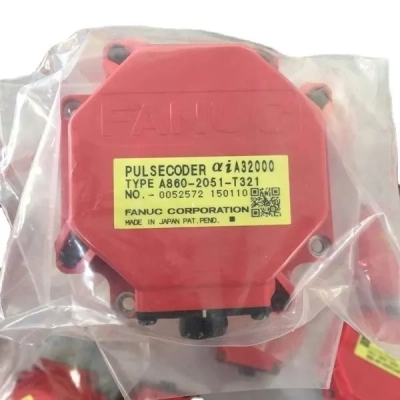 FANUC
PULSECODER αiA32000
TYPE A860-2051-T321
NO.- 0052572 150110
FANUC CORPORATION
MADE IN JAPAN PAT.PEND.